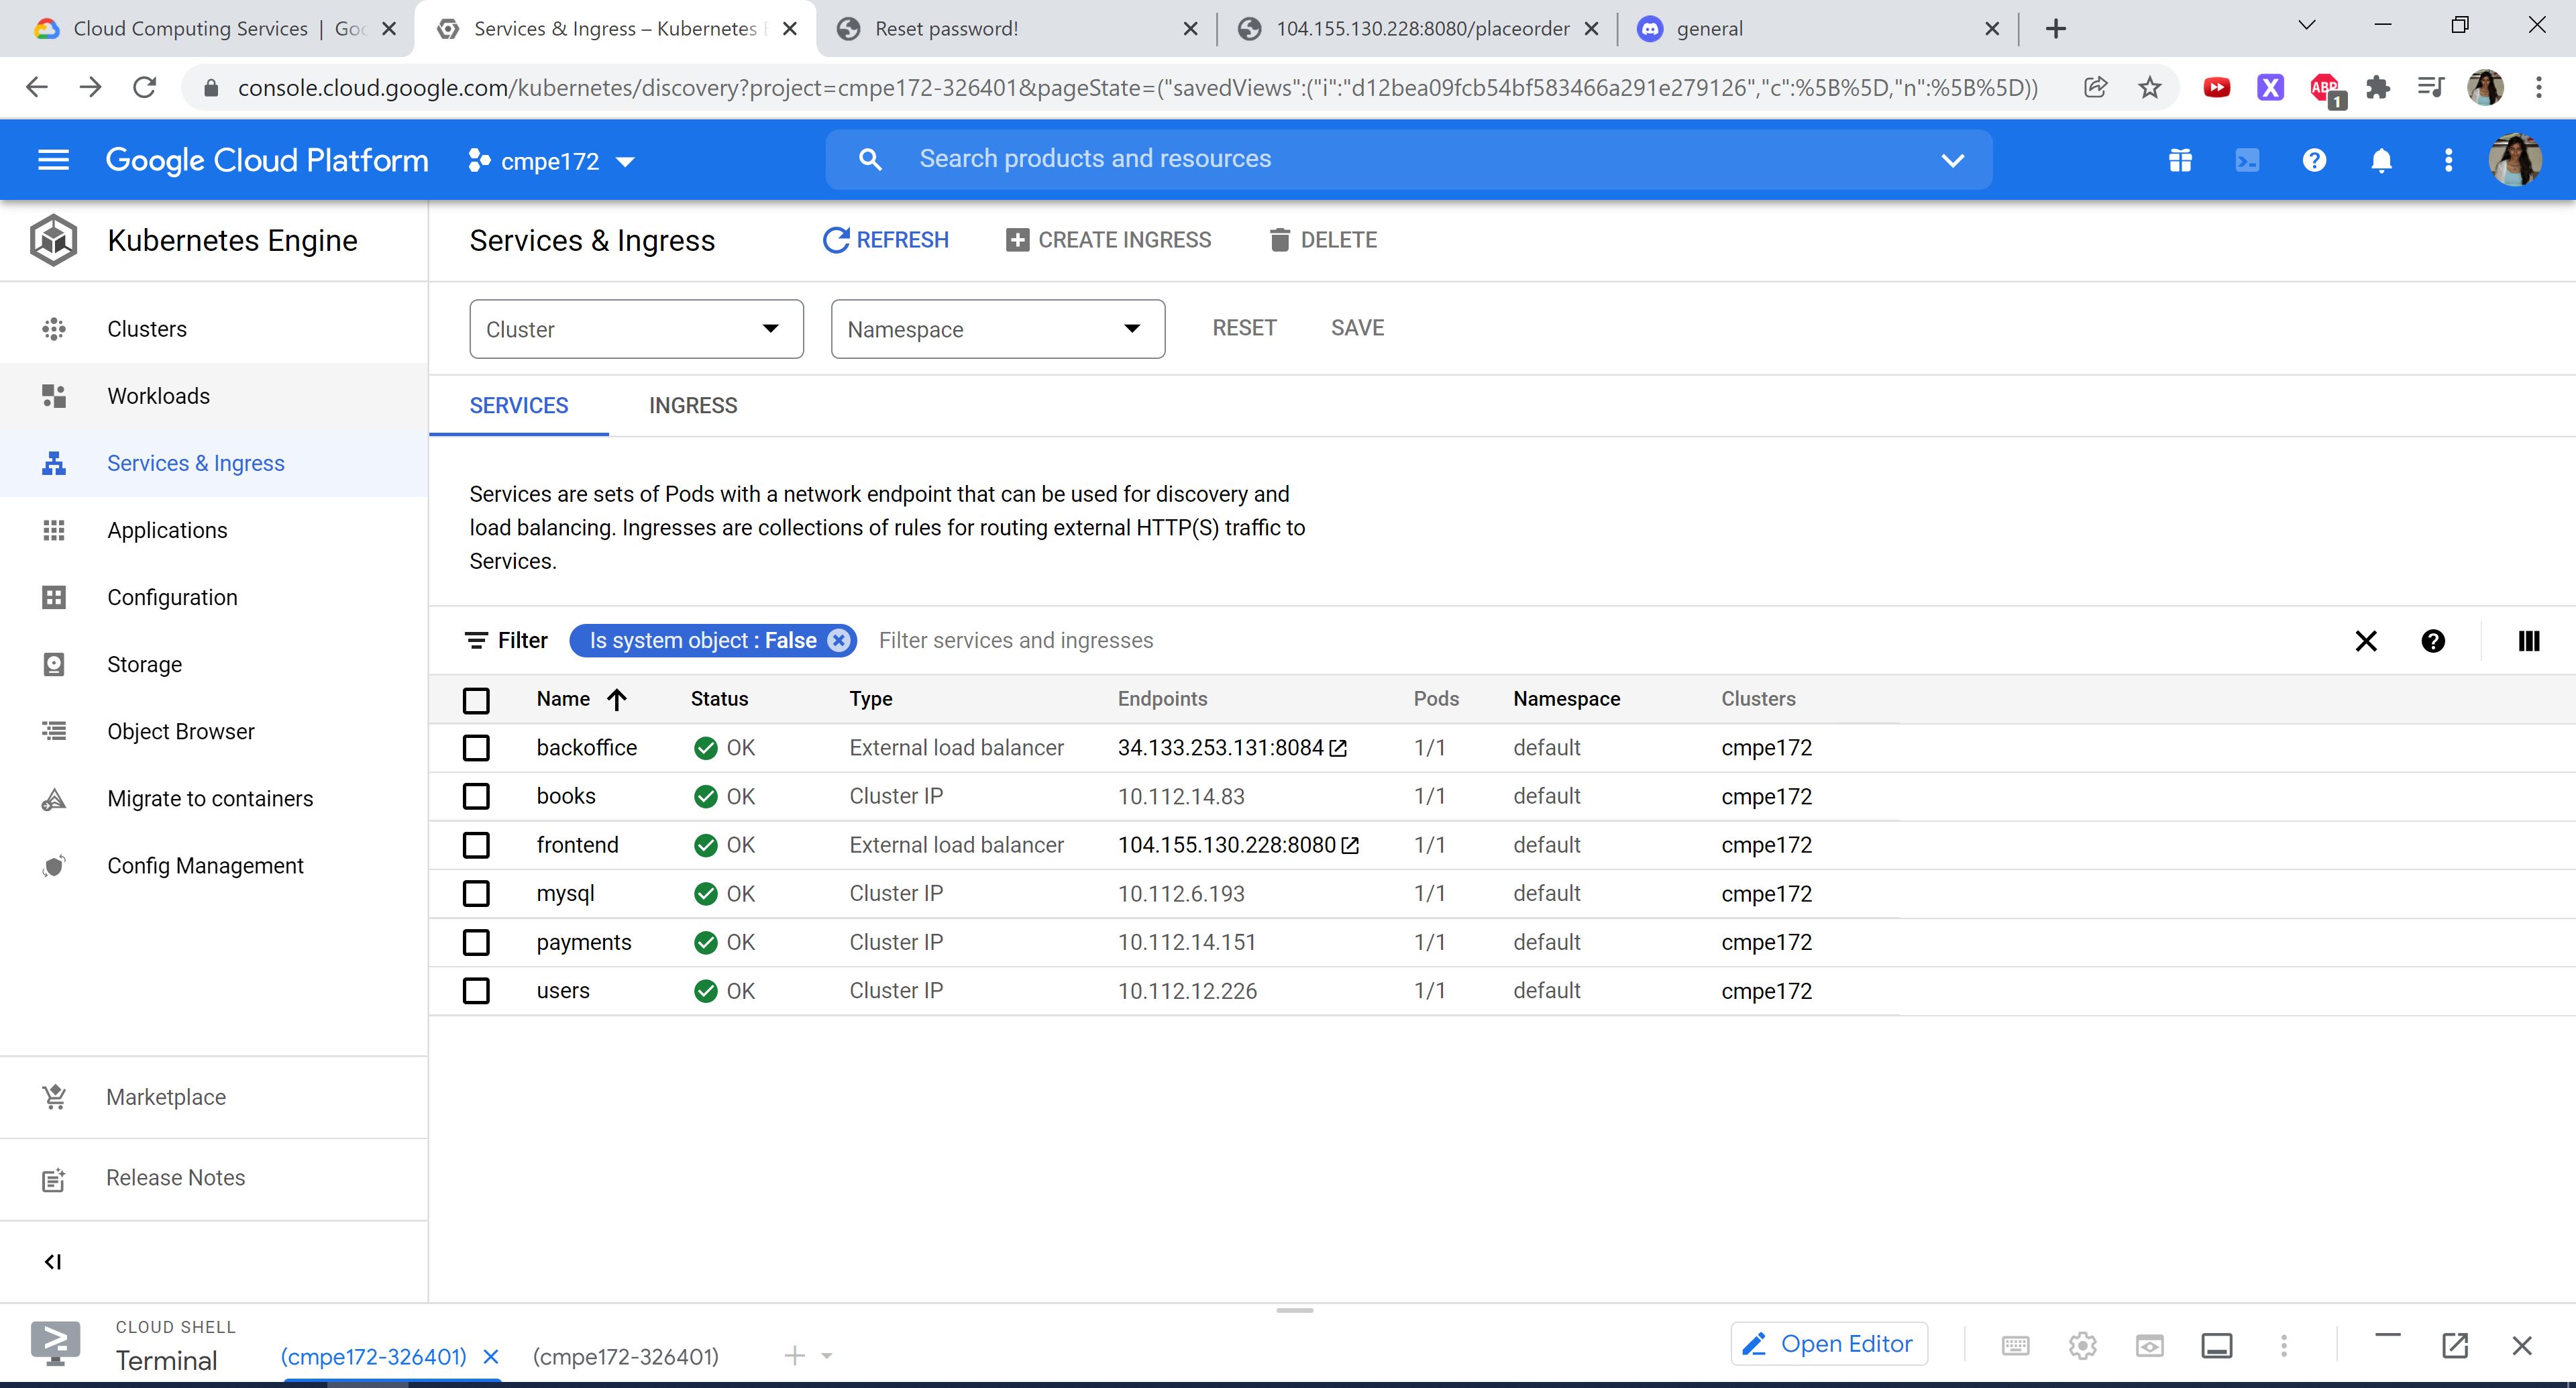 Cloud Computing Services | Goo
Services & Ingress – Kubernetes E
Reset password!
104.155.130.228:8080/placeorder
general
console.cloud.google.com/kubernetes/discovery?project=cmpe172-326401&pageState=("savedViews":("i":"d12bea09fcb54bf583466a291e279126","c":%5B%5D,"n":%5B%5D))
X
ABP
1
Google Cloud Platform
cmpe172
Search products and resources
Kubernetes Engine
Services & Ingress
REFRESH
CREATE INGRESS
DELETE
Clusters
Workloads
Services & Ingress
Applications
Configuration
Storage
Object Browser
Migrate to containers
Config Management
Marketplace
Release Notes
Cluster
Namespace
RESET
SAVE
SERVICES
INGRESS
Services are sets of Pods with a network endpoint that can be used for discovery and
load balancing. Ingresses are collections of rules for routing external HTTP(S) traffic to
Services.
Filter
Is system object : False
Filter services and ingresses
Name Status Type Endpoints Pods Namespace Clusters
backoffice OK External load balancer 34.133.253.131:8084 1/1 default cmpe172
books OK Cluster IP 10.112.14.83 1/1 default cmpe172
frontend OK External load balancer 104.155.130.228:8080 1/1 default cmpe172
mysql OK Cluster IP 10.112.6.193 1/1 default cmpe172
payments OK Cluster IP 10.112.14.151 1/1 default cmpe172
users OK Cluster IP 10.112.12.226 1/1 default cmpe172
CLOUD SHELL
Terminal
(cmpe172-326401)
(cmpe172-326401)
Open Editor